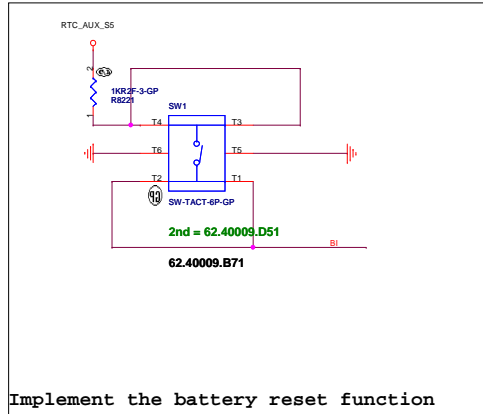 RTC_AUX_S5
2
1KR2F-3-GP
R8221
1
SW1
T4
T3
T6
T5
T2
T1
SW-TACT-6P-GP
2nd = 62.40009.D51
BI
62.40009.B71
Implement the battery reset function